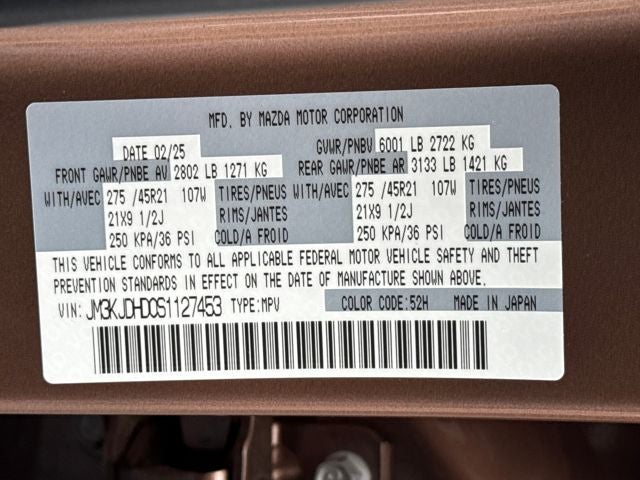 MFD. BY MAZDA MOTOR CORPORATION
DATE 02/25 GVWR/PNBV 6001 LB 2722 KG
FRONT GAWR/PNBE AV 2802 LB 1271 KG REAR GAWR/PNBE AR 3133 LB 1421 KG
WITH/AVEC 275 /45R21 107W TIRES/PNEUS WITH/AVEC 275 /45R21 107W TIRES/PNEUS
21X9 1/2J RIMS/JANTES 21X9 1/2J RIMS/JANTES
250 KPA/36 PSI COLD/A FROID 250 KPA/36 PSI COLD/A FROID
THIS VEHICLE CONFORMS TO ALL APPLICABLE FEDERAL MOTOR VEHICLE SAFETY AND THEFT
PREVENTION STANDARDS IN EFFECT ON THE DATE OF MANUFACTURE SHOWN ABOVE.
VIN: JM3KJDHDCS1127453 TYPE:MPV COLOR CODE:52H MADE IN JAPAN